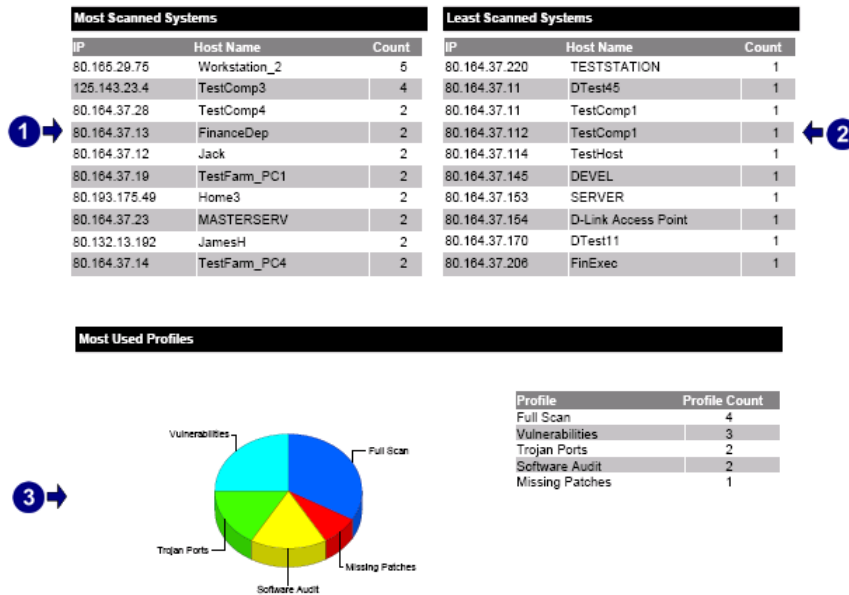 Most Scanned Systems
IP Host Name Count
80.165.29.75 Workstation_2 5
125.143.23.4 TestComp3 4
80.164.37.28 TestComp4 2
80.164.37.13 FinanceDep 2
80.164.37.12 Jack 2
80.164.37.19 TestFarm_PC1 2
80.193.175.49 Home3 2
80.164.37.23 MASTERSERV 2
80.132.13.192 JamesH 2
80.164.37.14 TestFarm_PC4 2
1
Least Scanned Systems
IP Host Name Count
80.164.37.220 TESTSTATION 1
80.164.37.11 DTest45 1
80.164.37.11 TestComp1 1
80.164.37.112 TestComp1 1
80.164.37.114 TestHost 1
80.164.37.145 DEVEL 1
80.164.37.153 SERVER 1
80.164.37.154 D-Link Access Point 1
80.164.37.170 DTest11 1
80.164.37.206 FinExec 1
2
Most Used Profiles
3
Vulnerabilities
Full Scan
Trojan Ports
Missing Patches
Software Audit
Profile Profile Count
Full Scan 4
Vulnerabilities 3
Trojan Ports 2
Software Audit 2
Missing Patches 1